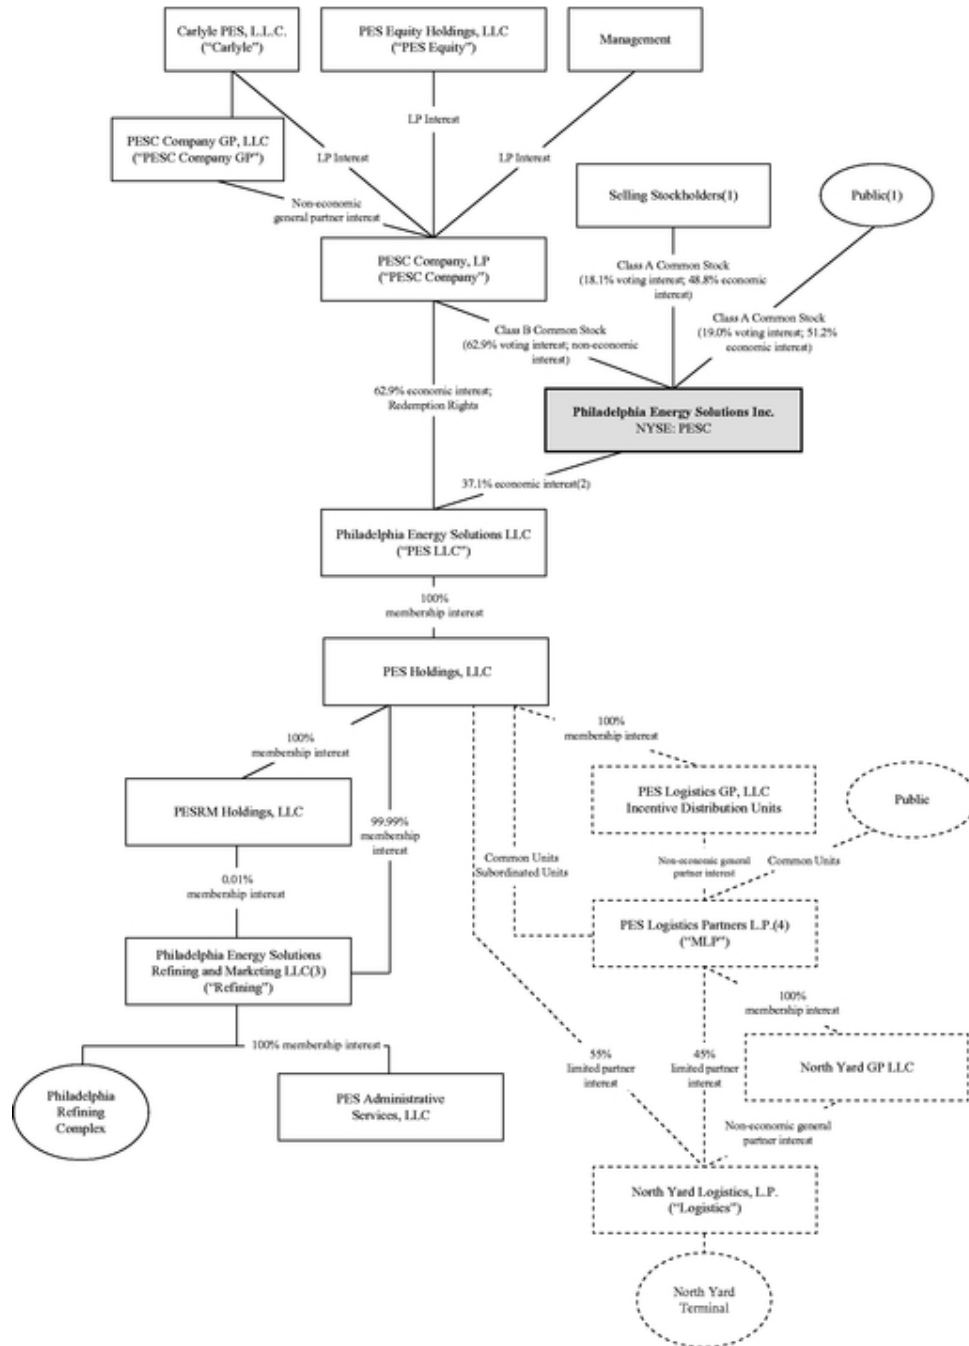 Carlyle PES, L.L.C.
(“Carlyle”)
PES Equity Holdings, LLC
(“PES Equity”)
Management
PESC Company GP, LLC
(“PESC Company GP”)
LP Interest
LP Interest
LP Interest
Non-economic
general partner interest
Selling Stockholders(1)
Public(1)
PESC Company, LP
(“PESC Company”)
Class A Common Stock
(18.1% voting interest; 48.8% economic
interest)
Class A Common Stock
(19.0% voting interest; 51.2%
economic interest)
Class B Common Stock
(62.9% voting interest; non-economic
interest)
62.9% economic interest;
Redemption Rights
Philadelphia Energy Solutions Inc.
NYSE: PESC
37.1% economic interest(2)
Philadelphia Energy Solutions LLC
(“PES LLC”)
100%
membership interest
PES Holdings, LLC
100%
membership interest
100%
membership interest
PESRM Holdings, LLC
99.99%
membership
interest
PES Logistics GP, LLC
Incentive Distribution Units
Public
Common Units
Subordinated Units
Non-economic general
partner interest
Common Units
0.01%
membership interest
PES Logistics Partners L.P.(4)
(“MLP”)
Philadelphia Energy Solutions
Refining and Marketing LLC(3)
(“Refining”)
100%
membership interest
100% membership interest
55%
limited partner
interest
45%
limited partner
interest
North Yard GP LLC
Philadelphia
Refining
Complex
PES Administrative
Services, LLC
Non-economic general
partner interest
North Yard Logistics, L.P.
(“Logistics”)
North Yard
Terminal